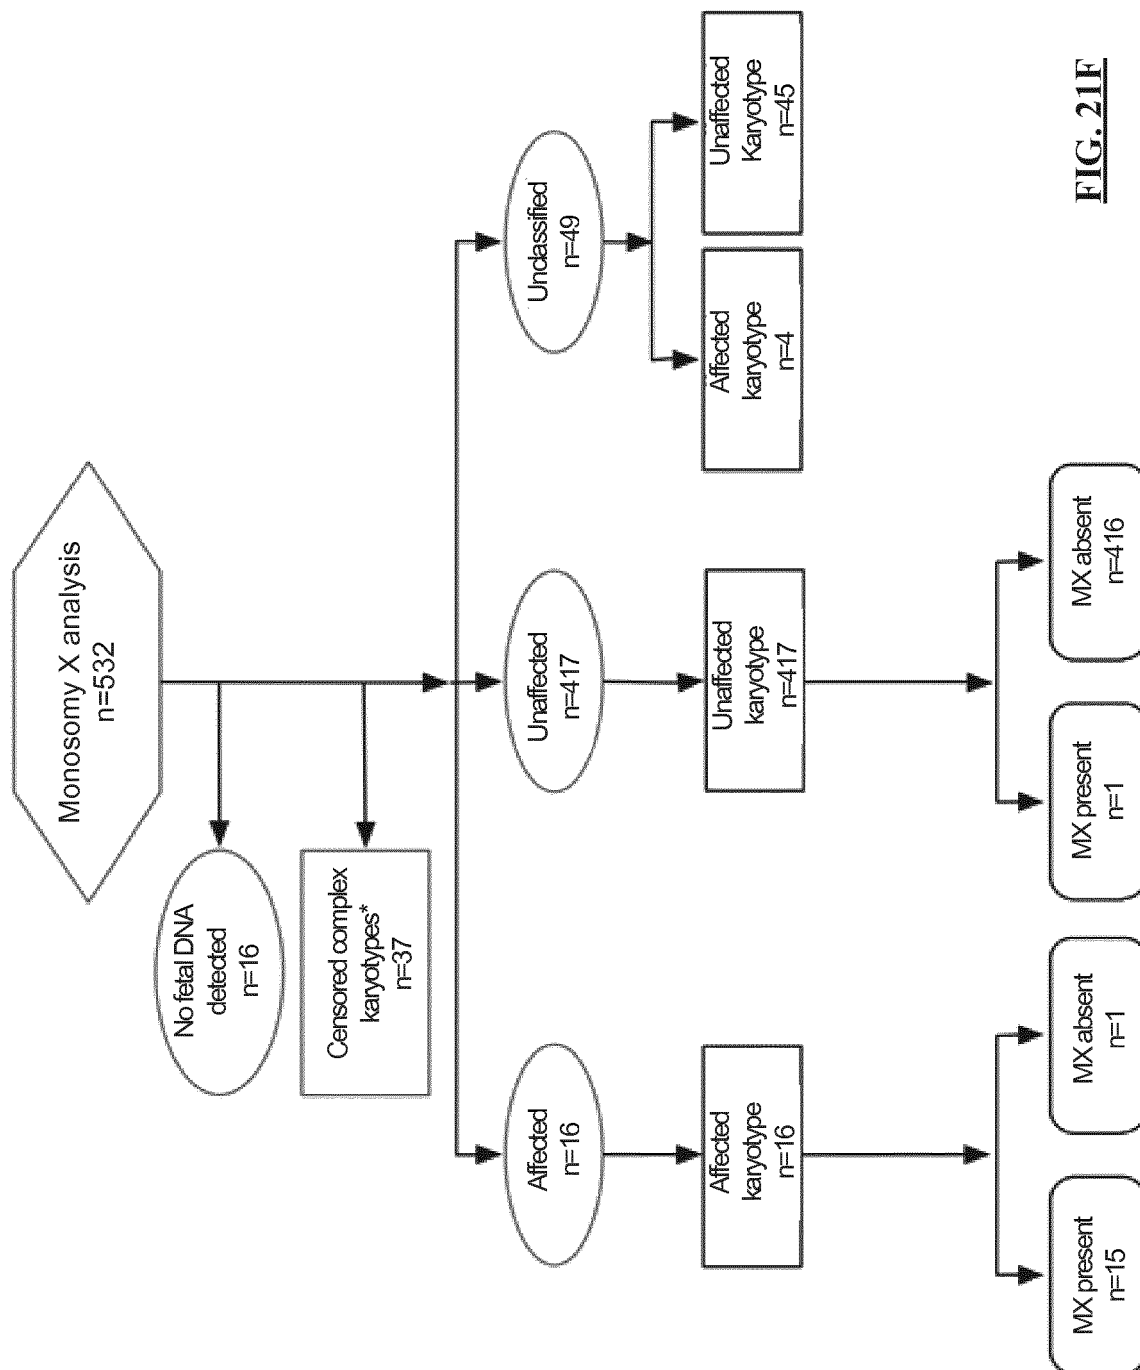 Monosomy X analysis
n=532
No fetal DNA
detected
n=16
Censored complex
karyotypes*
n=37
Affected
n=16
Unaffected
n=417
Unclassified
n=49
Affected
karyotype
n=16
Unaffected
karyotype
n=417
Affected
karyotype
n=4
Unaffected
Karyotype
n=45
MX present
n=15
MX absent
n=1
MX present
n=1
MX absent
n=416
FIG. 21F